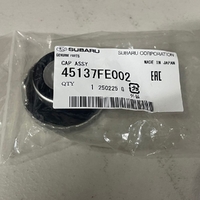 SUBARU SUBARU CORPORATION
GENUINE PARTS MADE IN JAPAN
CAP ASSY
45137FE002
QTY 1 250225 G
EAC